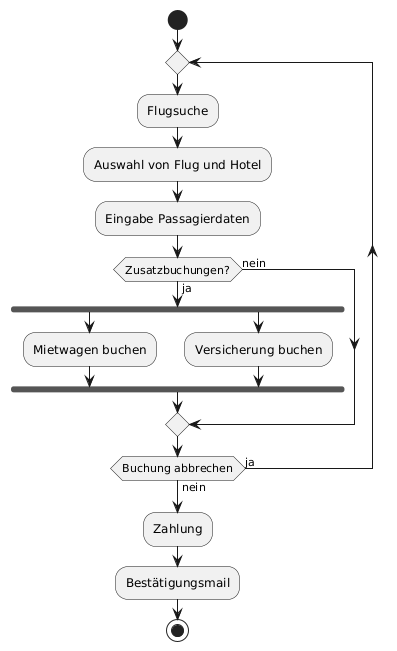 Flugsuche
Auswahl von Flug und Hotel
Eingabe Passagierdaten
Zusatzbuchungen?
nein
ja
Mietwagen buchen
Versicherung buchen
Buchung abbrechen
ja
nein
Zahlung
Bestätigungsmail